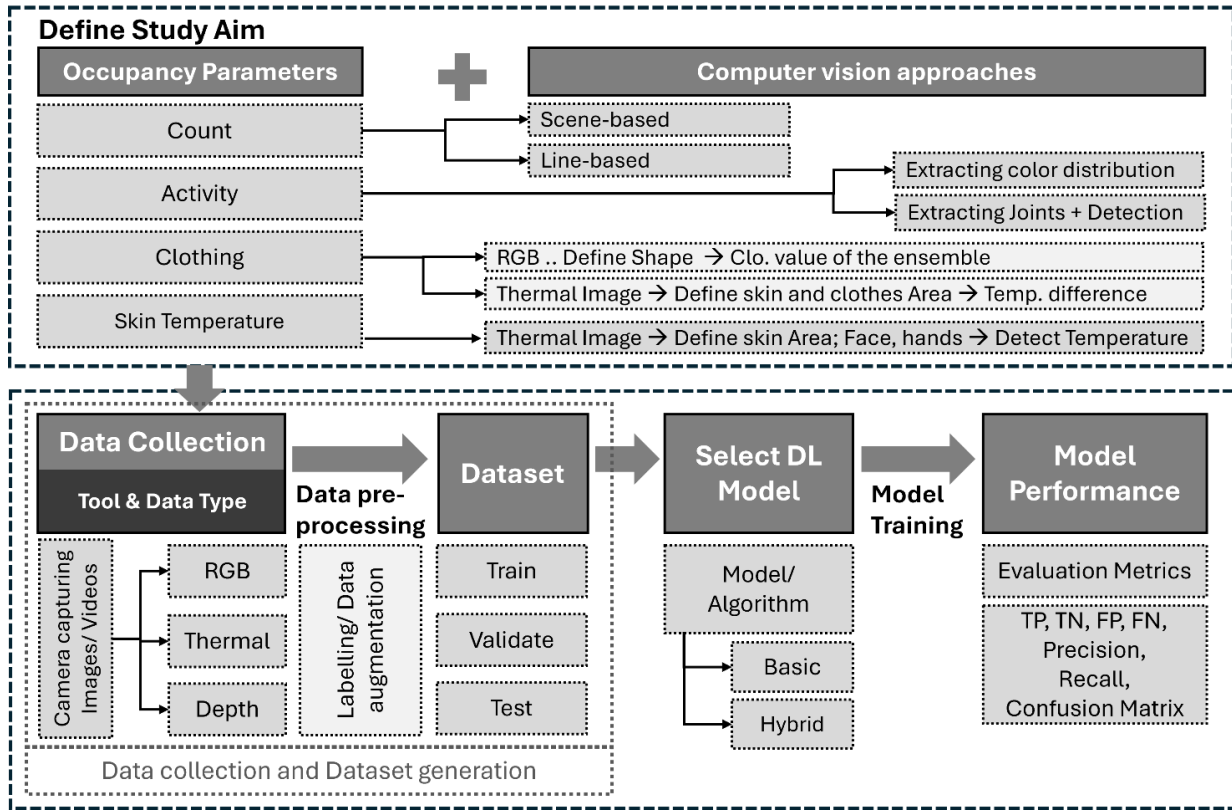 Define Study Aim
Occupancy Parameters
Computer vision approaches
Count
Scene-based
Line-based
Activity
Extracting color distribution
Extracting Joints + Detection
Clothing
RGB .. Define Shape → Clo. value of the ensemble
Thermal Image → Define skin and clothes Area → Temp. difference
Skin Temperature
Thermal Image → Define skin Area; Face, hands → Detect Temperature
Data Collection
Tool & Data Type
Data pre-
processing
Dataset
Select DL
Model
Model
Training
Model
Performance
Camera capturing
Images/ Videos
RGB
Thermal
Depth
Labelling/ Data
augmentation
Train
Validate
Test
Model/
Algorithm
Basic
Hybrid
Evaluation Metrics
TP, TN, FP, FN,
Precision,
Recall,
Confusion Matrix
Data collection and Dataset generation